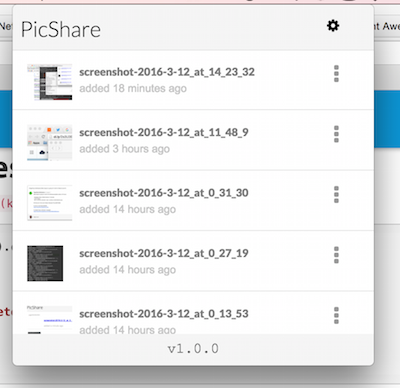 PicShare
screenshot-2016-3-12_at_14_23_32
added 18 minutes ago
screenshot-2016-3-12_at_11_48_9
added 3 hours ago
screenshot-2016-3-12_at_0_31_30
added 14 hours ago
screenshot-2016-3-12_at_0_27_19
added 14 hours ago
PicShare
screenshot-2016-3-12_at_0_13_53
added 14 hours ago
v1.0.0